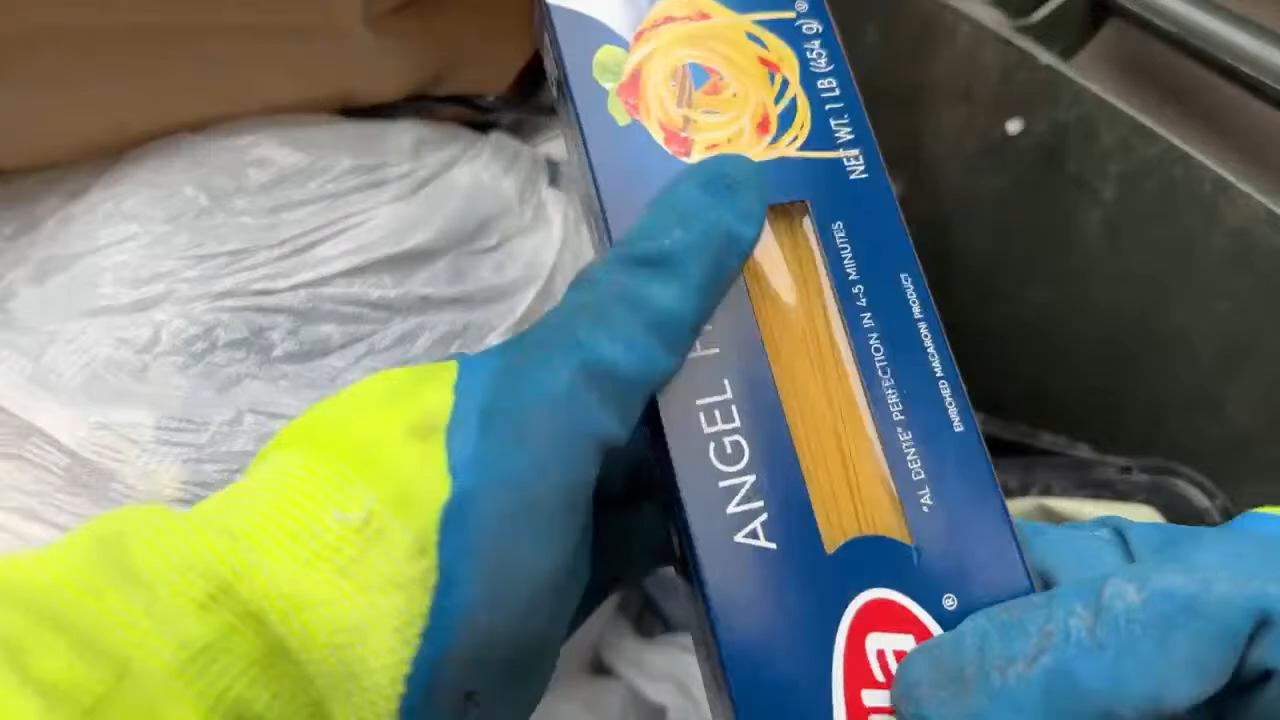 NET WT. 1 LB (454 g)
ANGEL
"AL DENTE" PERFECTION IN 4-5 MINUTES
ENRICHED MACARONI PRODUCT
®